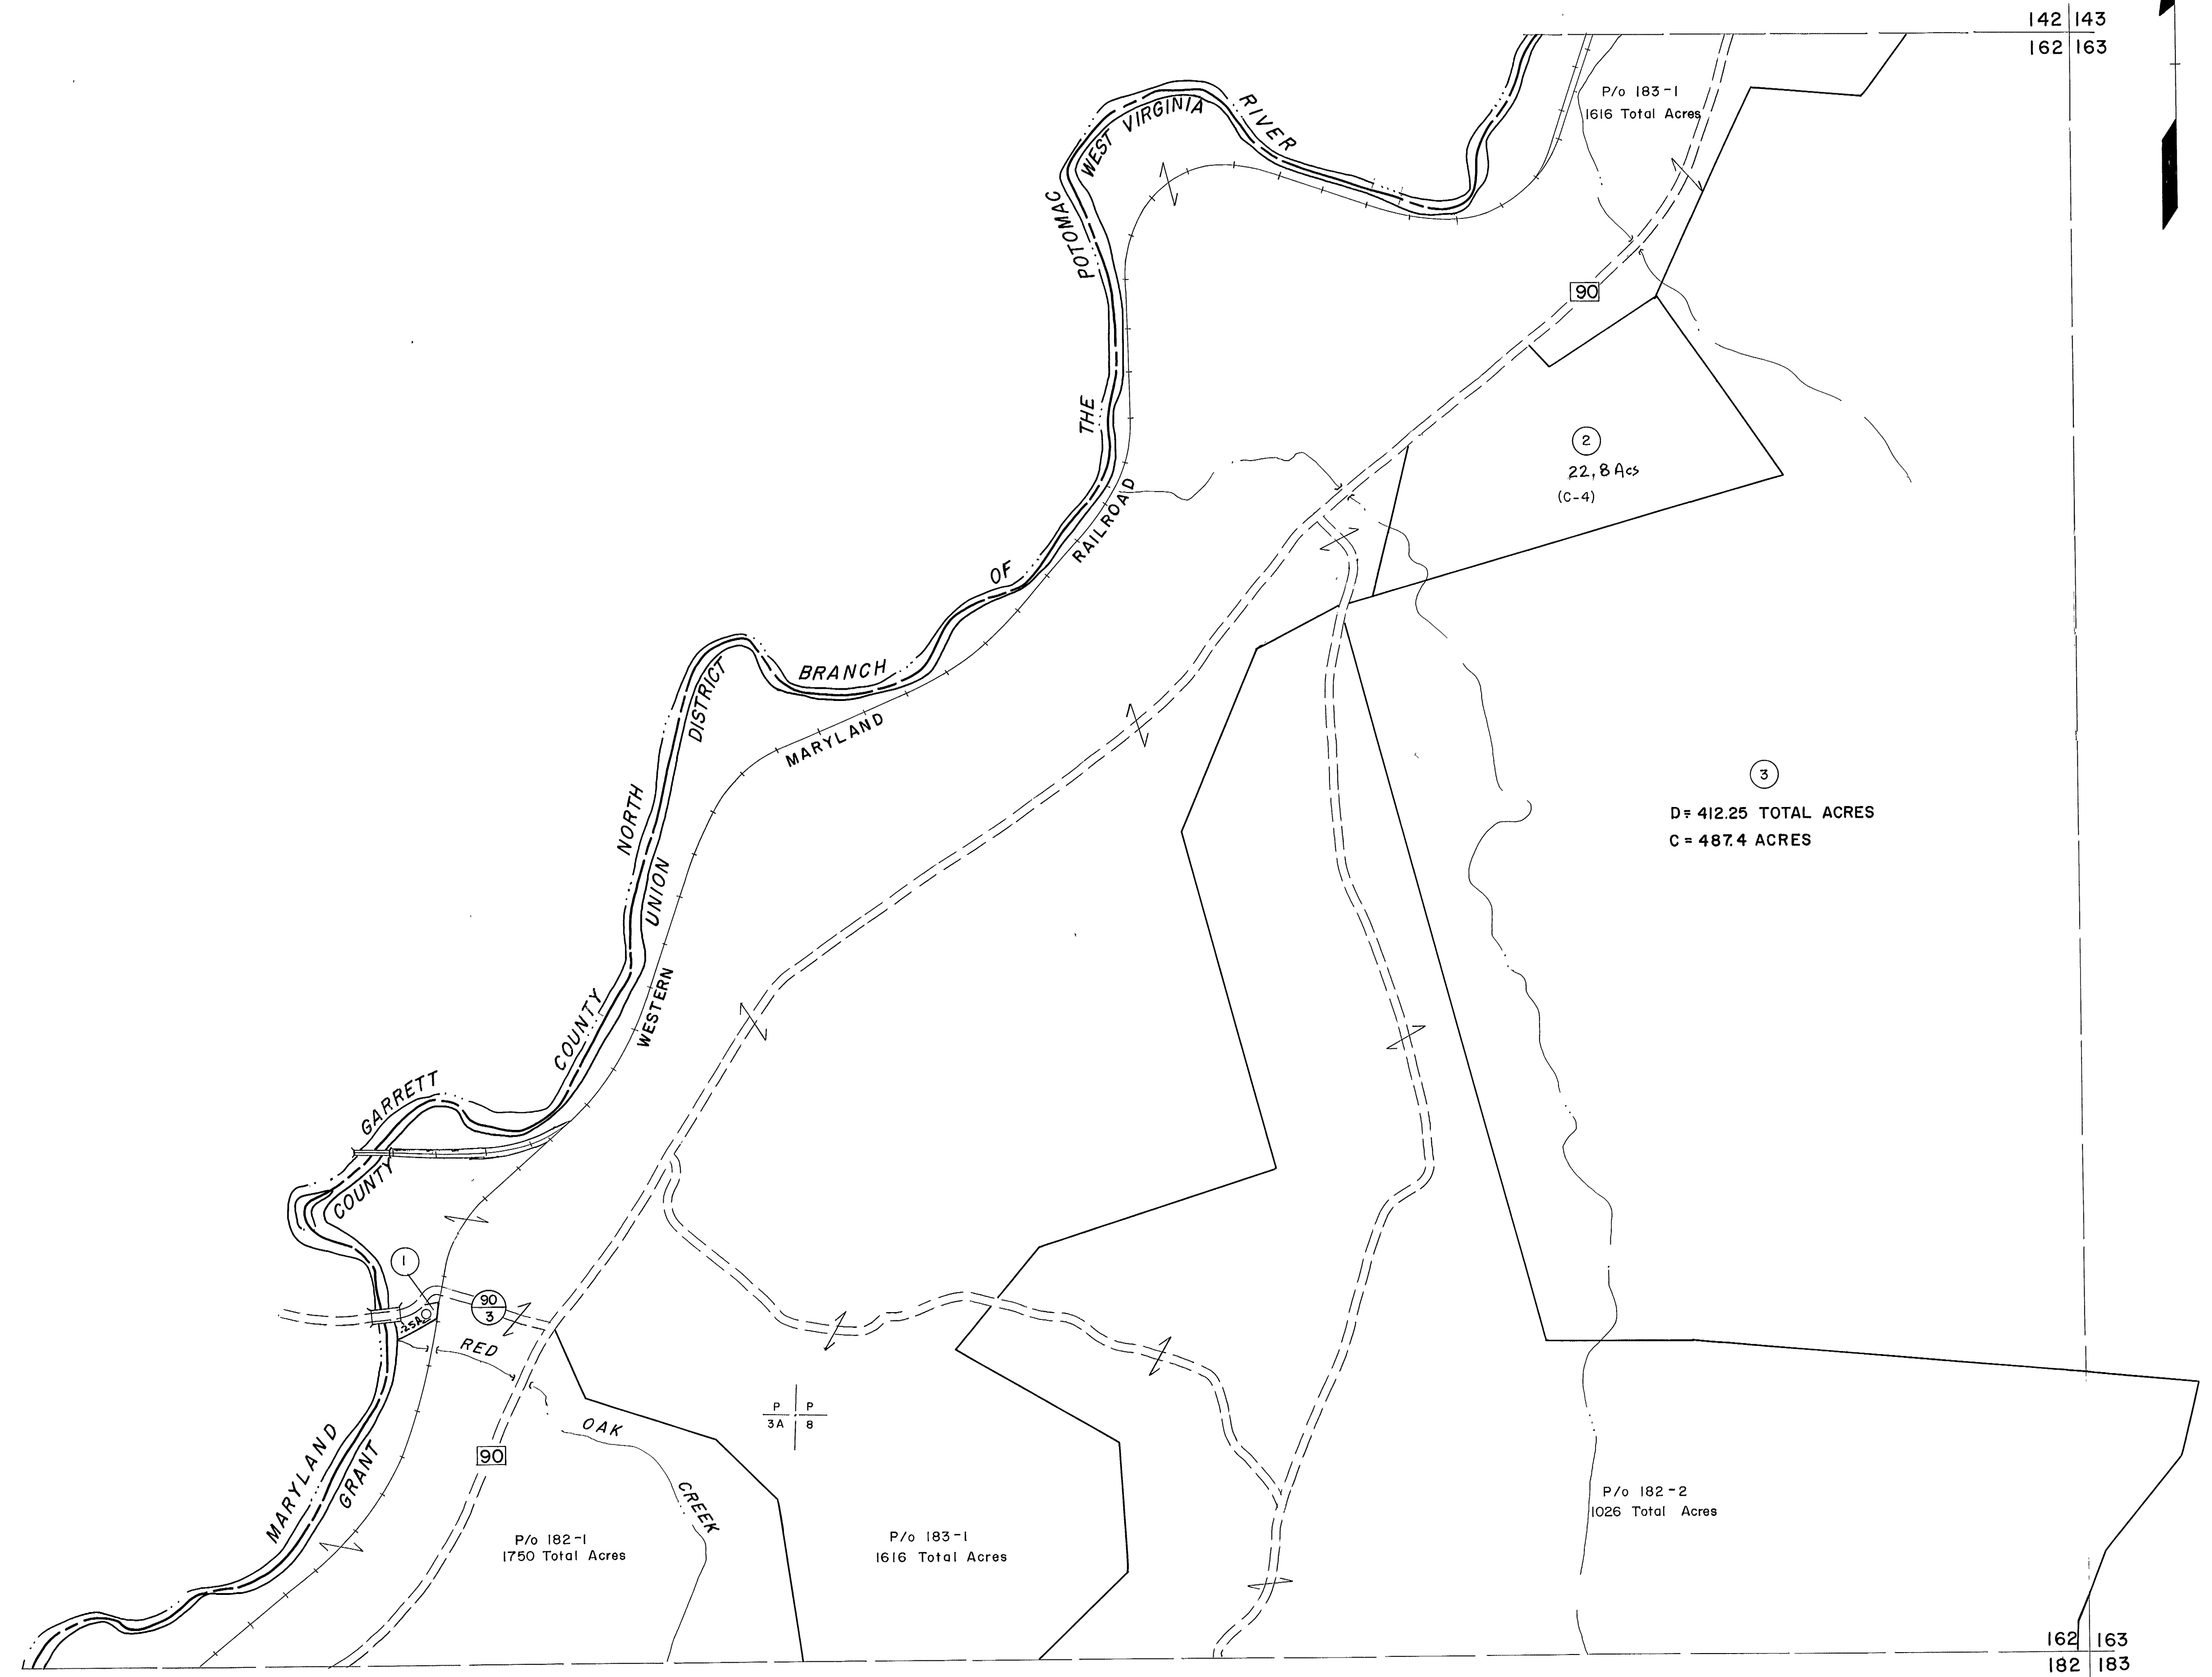 142 143
162 163
P/o 183-1
1616 Total Acres
WEST VIRGINIA
RIVER
POTOMAC
90
THE
2
22,8 Acs
(C-4)
RAILROAD
OF
BRANCH
DISTRICT
MARYLAND
NORTH
3
D= 412.25 TOTAL ACRES
C = 487.4 ACRES
UNION
WESTERN
COUNTY
GARRETT
COUNTY
1
90
3
.25A
RED
P P
3A 8
OAK
90
MARYLAND
GRANT
CREEK
P/o 182-2
1026 Total Acres
P/o 182-1
1750 Total Acres
P/o 183-1
1616 Total Acres
162 163
182 183